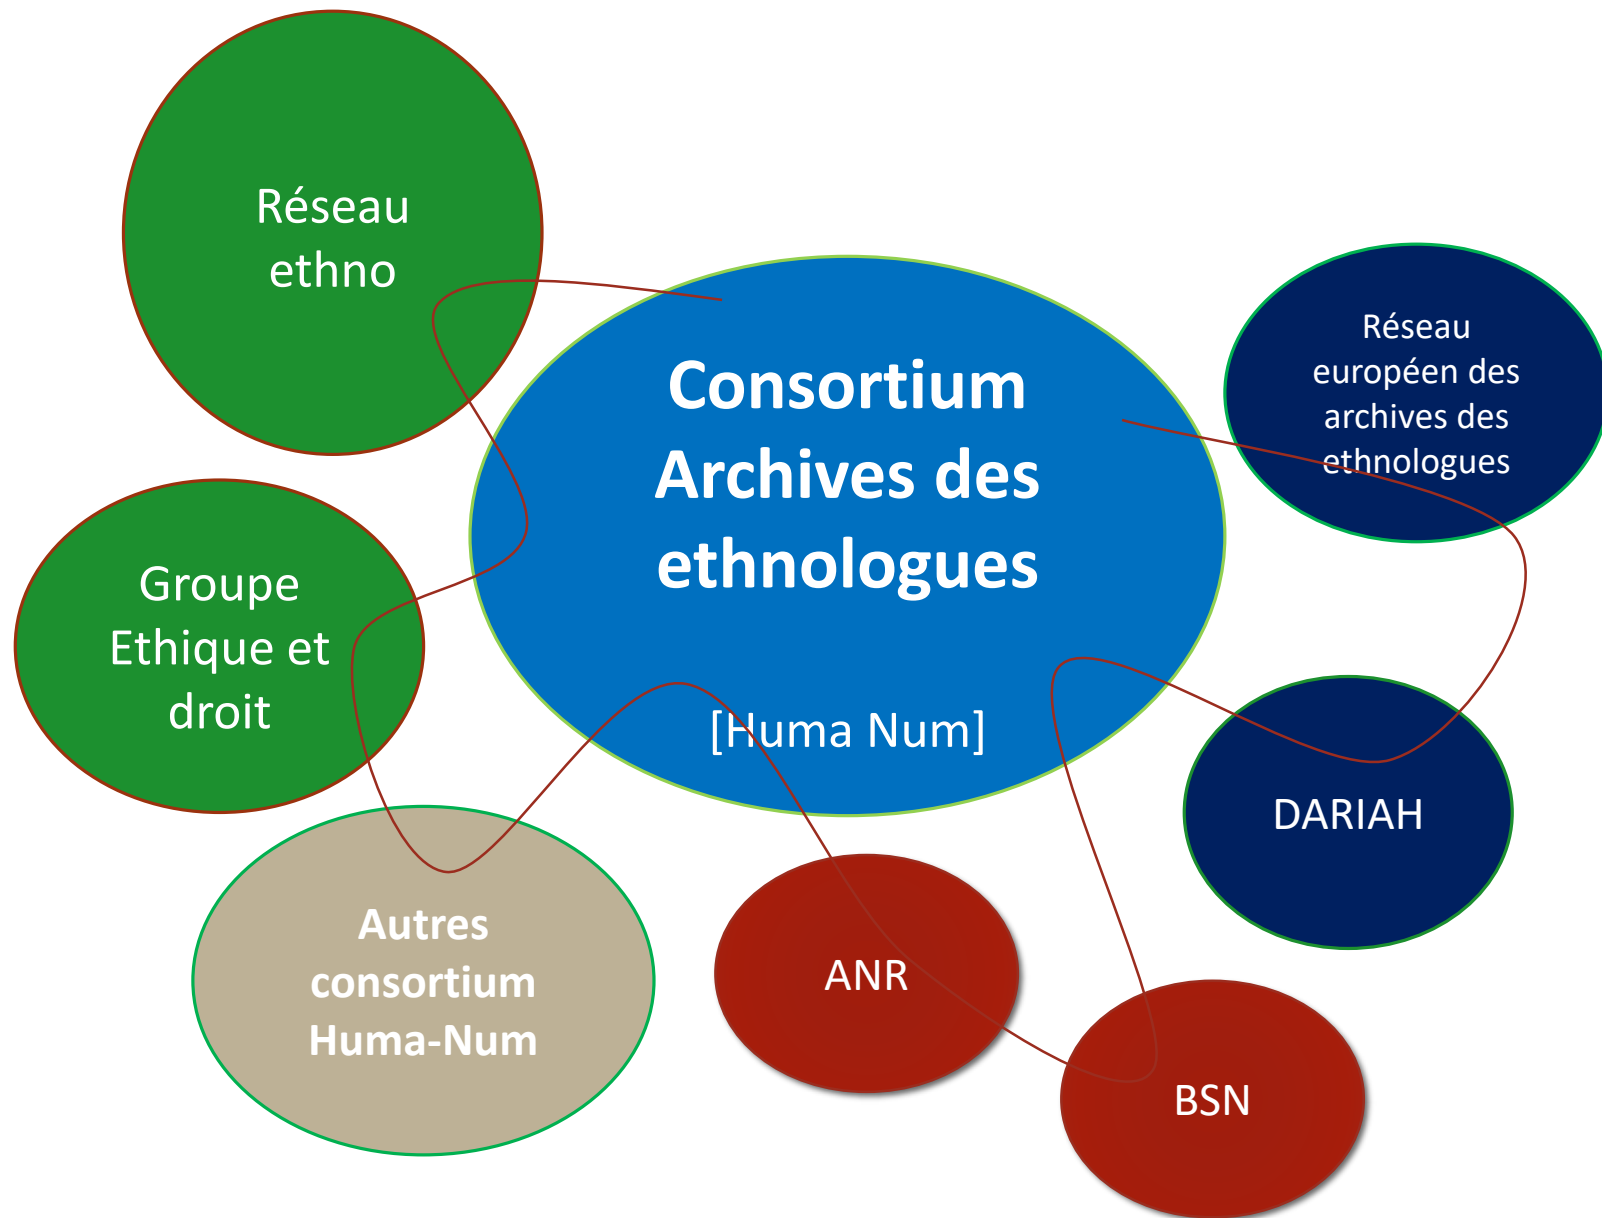 Réseau
ethno
Consortium
Archives des
ethnologues
[Huma Num]
Réseau
européen des
archives des
ethnologues
Groupe
Ethique et
droit
DARIAH
Autres
consortium
Huma-Num
ANR
BSN